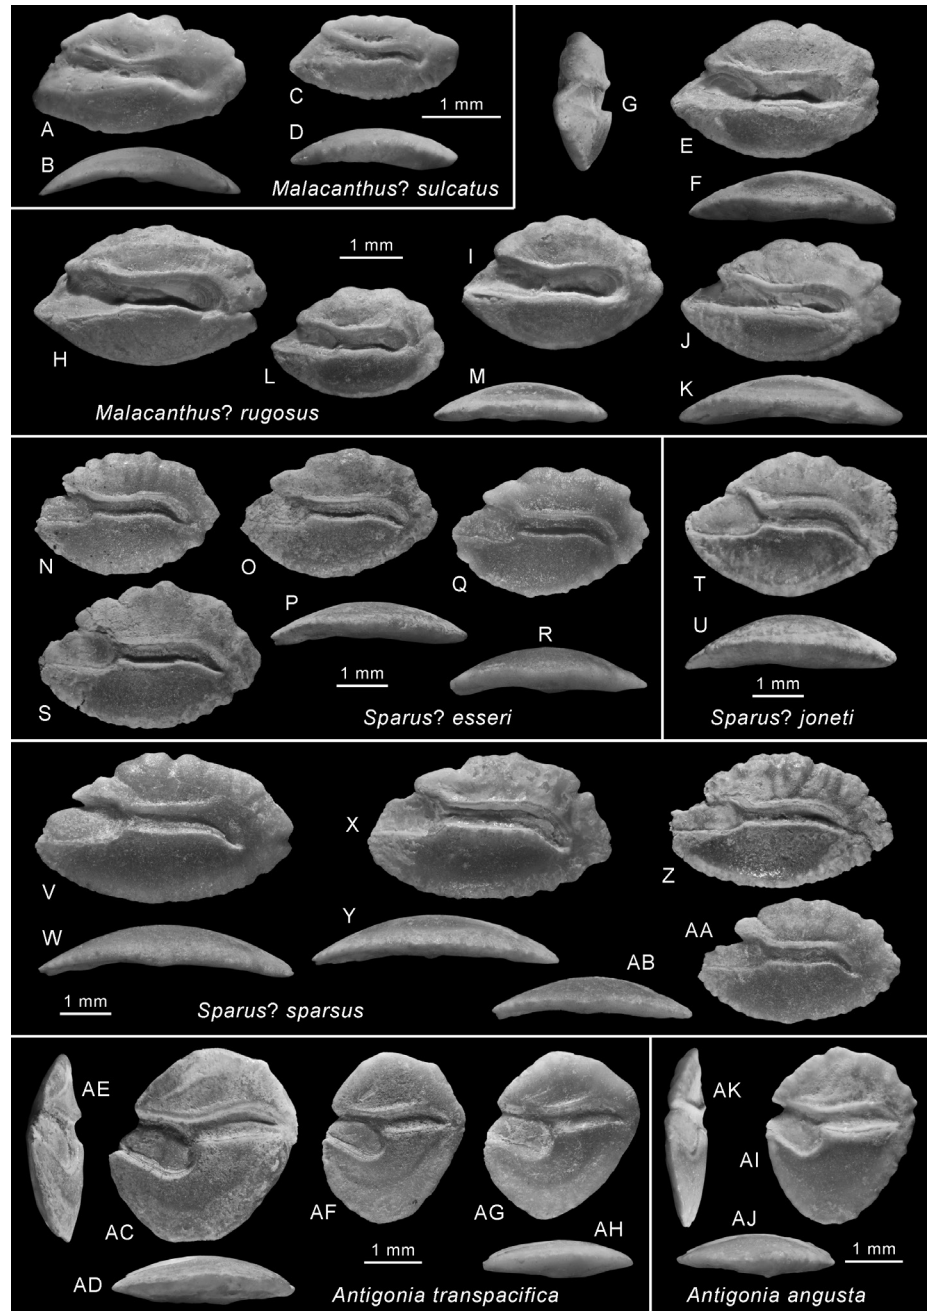 A
B
C
D
1 mm
Malacanthus? sulcatus
G
E
F
1 mm
I
J
H
L
M
K
Malacanthus? rugosus
N
O
Q
P
R
S
1 mm
Sparus? esseri
T
U
1 mm
Sparus? joneti
V
X
Z
W
Y
AA
AB
1 mm
Sparus? sparsus
AE
AC
AF
AG
AH
1 mm
AD
Antigonia transpacifica
AK
AI
AJ
1 mm
Antigonia angusta